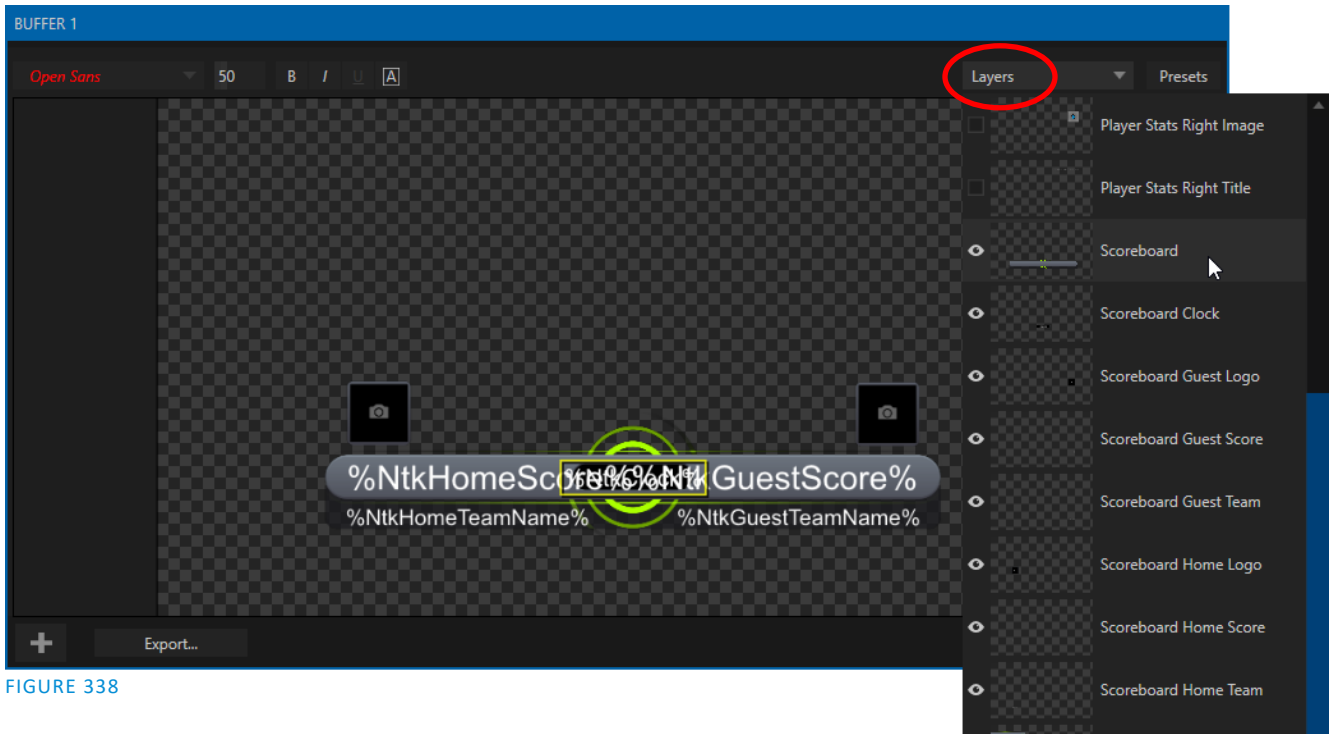 BUFFER 1
Open Sans 50 B I U A Layers Presets
Player Stats Right Image
Player Stats Right Title
Scoreboard
Scoreboard Clock
Scoreboard Guest Logo
Scoreboard Guest Score
Scoreboard Guest Team
Scoreboard Home Logo
Scoreboard Home Score
Scoreboard Home Team
%NtkHomeSco %NtkGuestScore%
%NtkHomeTeamName% %NtkGuestTeamName%
Export...
FIGURE 338